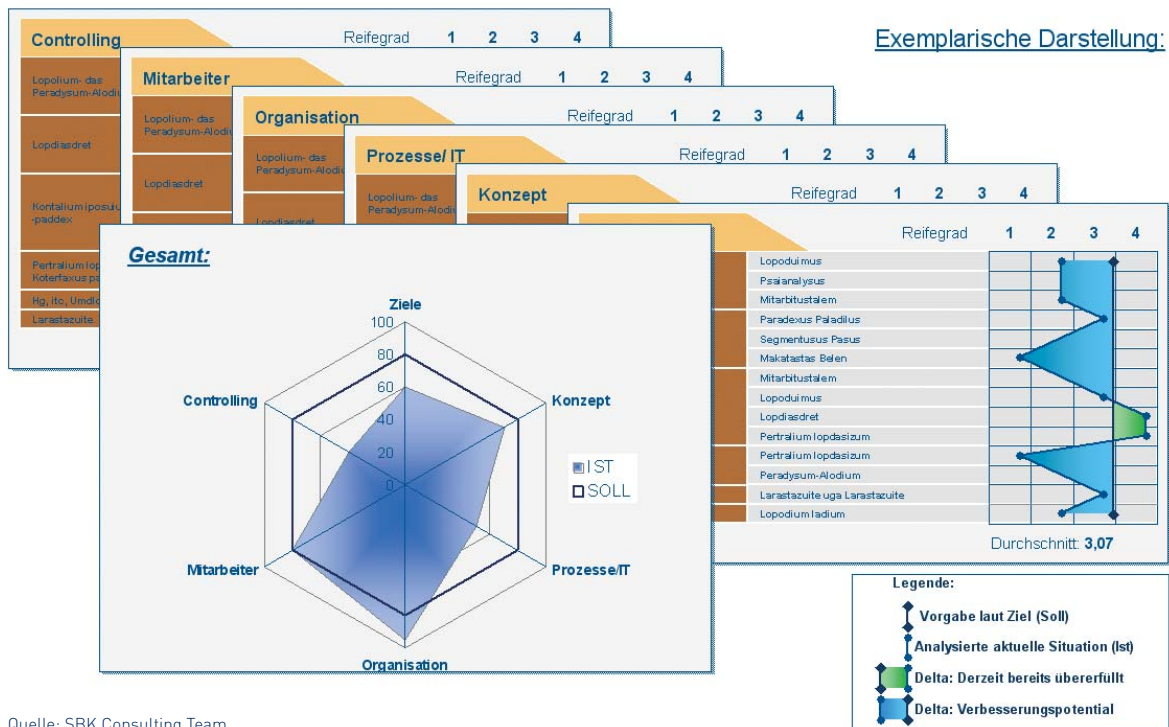 Exemplarische Darstellung:
Controlling
Reifegrad 1 2 3 4
Lopolium- das
Peradysum-Alodiu
Lopdiasdret
Kontalium iposuiu
-paddex
Pertralium lop
Koterfaxus pa
Hg, itc, Umdlo
Larastazuite.
Mitarbeiter
Reifegrad 1 2 3 4
Lopolium- das
Peradysum-Alodiu
Lopdiasdret
Organisation
Reifegrad 1 2 3 4
Lopolium- das
Peradysum-Alodiu
Lopdiasdret
Prozesse/ IT
Reifegrad 1 2 3 4
Lopolium- das
Peradysum-Alodiu
Konzept
Reifegrad 1 2 3 4
Reifegrad 1 2 3 4
Lopoduimus
Psaianalysus
Mitarbitustalem
Paradexus Paladilus
Segmentusus Pasus
Makatastas Belen
Mitarbitustalem
Lopoduimus
Lopdiasdret
Pertralium lopdasizum
Pertralium lopdasizum
Peradysum-Alodium
Larastazuite uga Larastazuite
Lopodium ladium
Durchschnitt: 3,07
Gesamt:
Ziele
100
80
60
40
20
0
Controlling
Konzept
Mitarbeiter
Prozesse/IT
Organisation
IST
SOLL
Legende:
Vorgabe laut Ziel (Soll)
Analysierte aktuelle Situation (Ist)
Delta: Derzeit bereits übererfüllt
Delta: Verbesserungspotential
Quelle: SBK Consulting Team